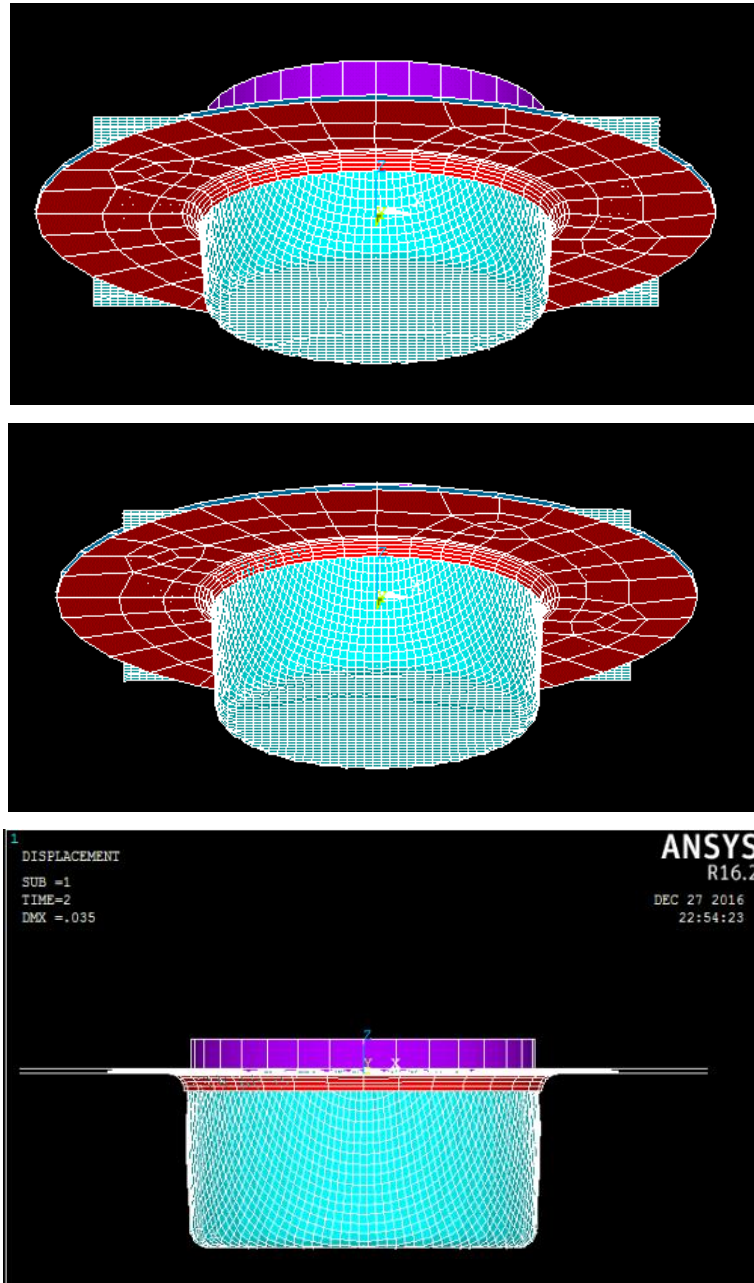 Z
X
Z
X
1
DISPLACEMENT
SUB =1
TIME=2
DMX =.035
ANSYS
R16.2
DEC 27 2016
22:54:23
Z
Y X